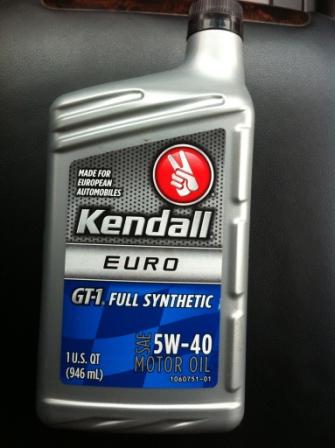 MADE FOR
EUROPEAN
AUTOMOBILES
Kendall
EURO
GT-1. FULL SYNTHETIC
SAE 5W-40
MOTOR OIL
1 U.S. QT
(946 mL)
1060751-01